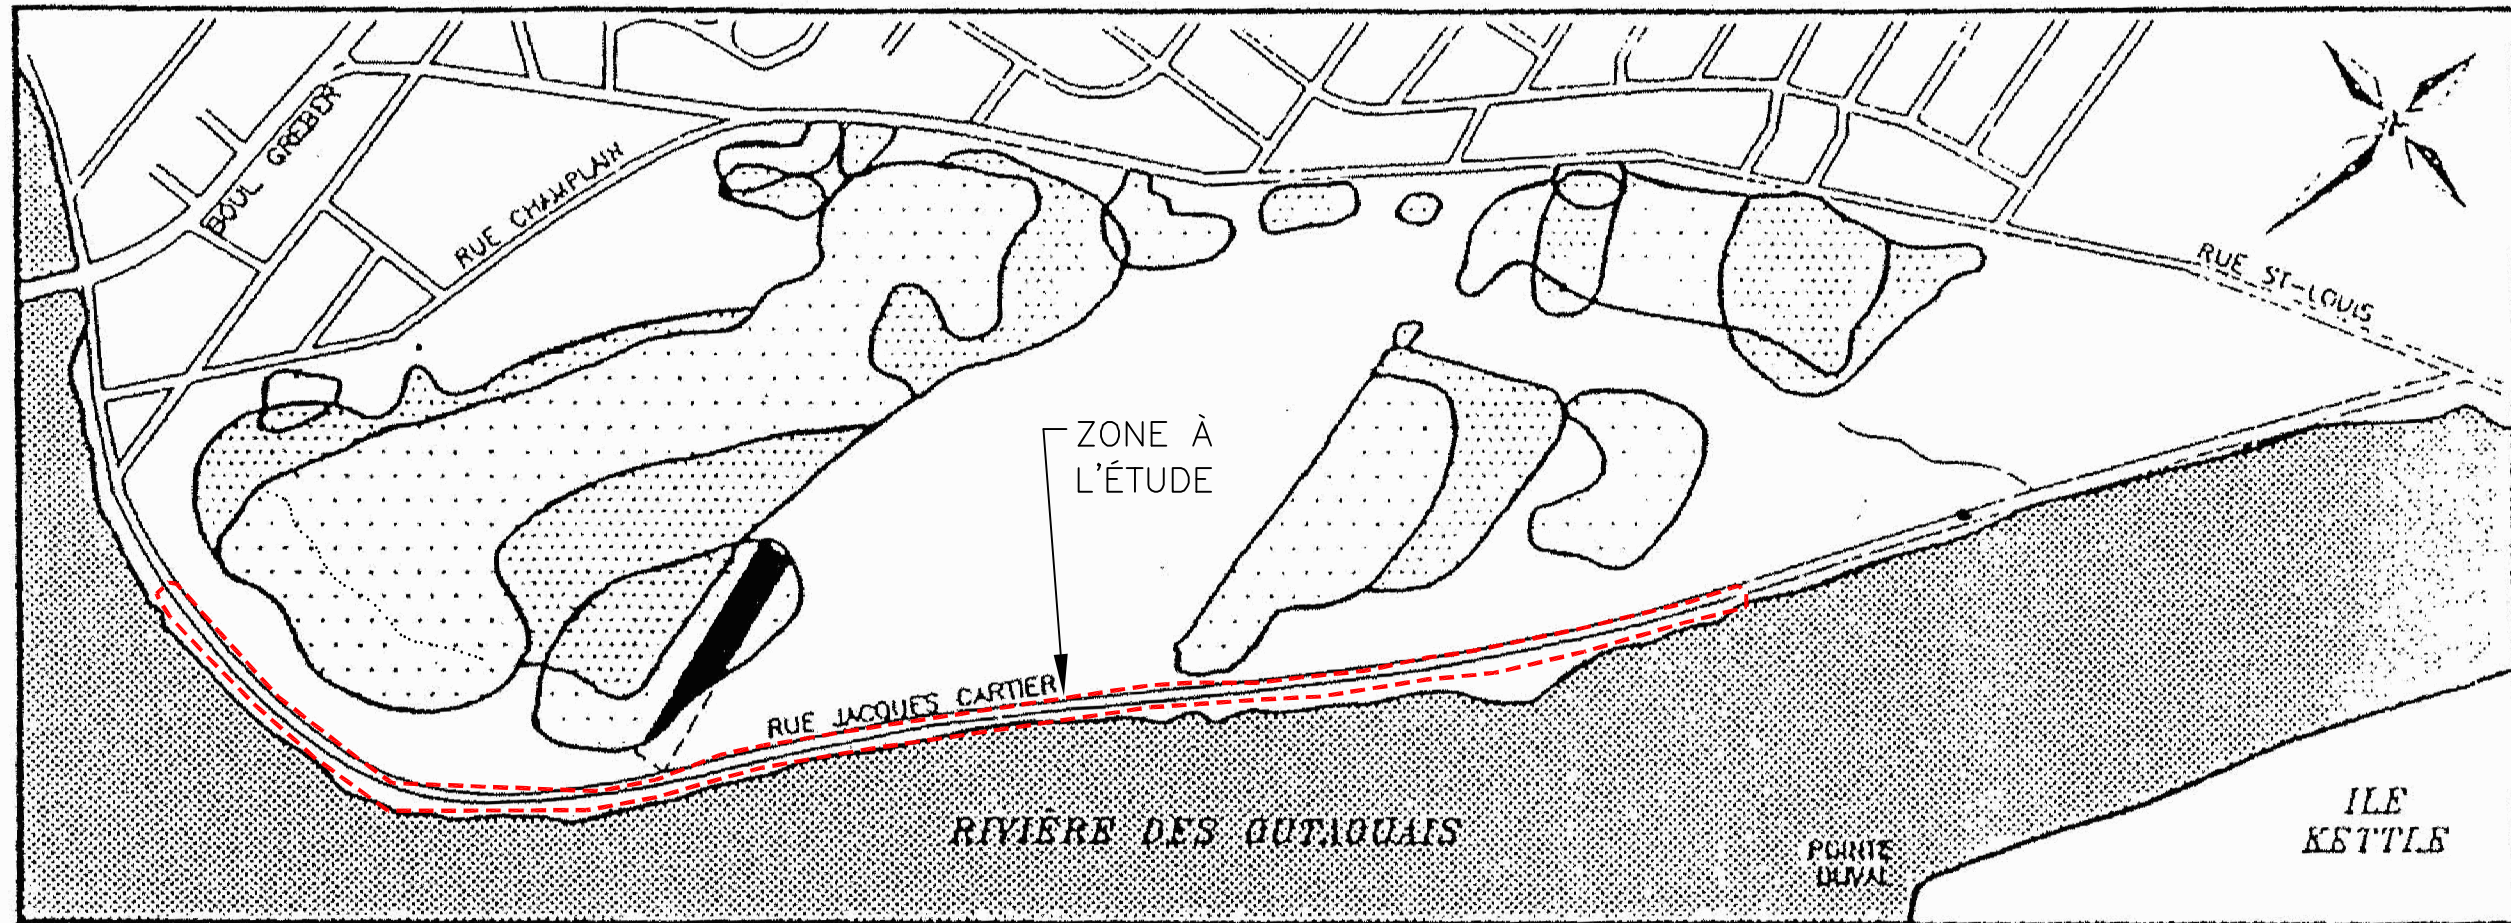 BOUL GREBER
RUE CHAMPLAIN
RUE ST-LOUIS
ZONE À
L'ÉTUDE
RUE JACQUES CARTIER
RIVIÈRE DES OUTAOUAIS
POINTE
DUVAL
ILE
KETTLE